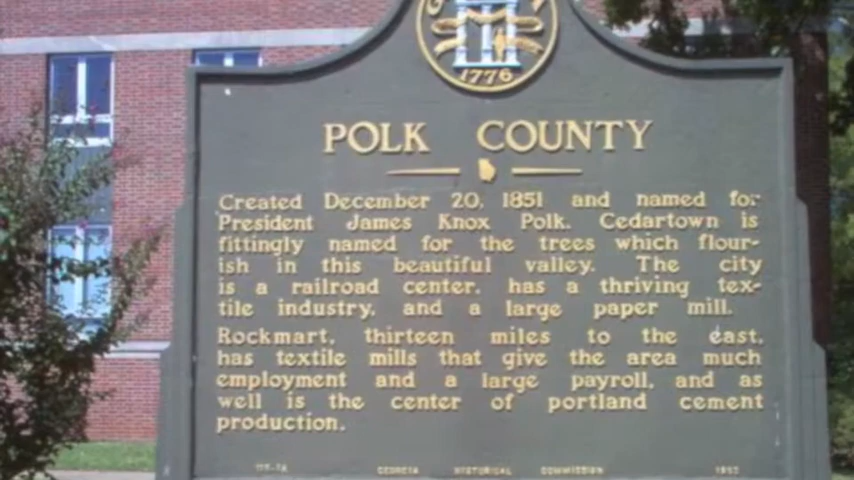 1776
POLK COUNTY
Created December 20, 1851 and named for
President James Knox Polk. Cedartown is
fittingly named for the trees which flour-
ish in this beautiful valley. The city
is a railroad center, has a thriving tex-
tile industry, and a large paper mill.
Rockmart, thirteen miles to the east,
has textile mills that give the area much
employment and a large payroll, and as
well is the center of portland cement
production.
GEORGIA HISTORICAL COMMISSION